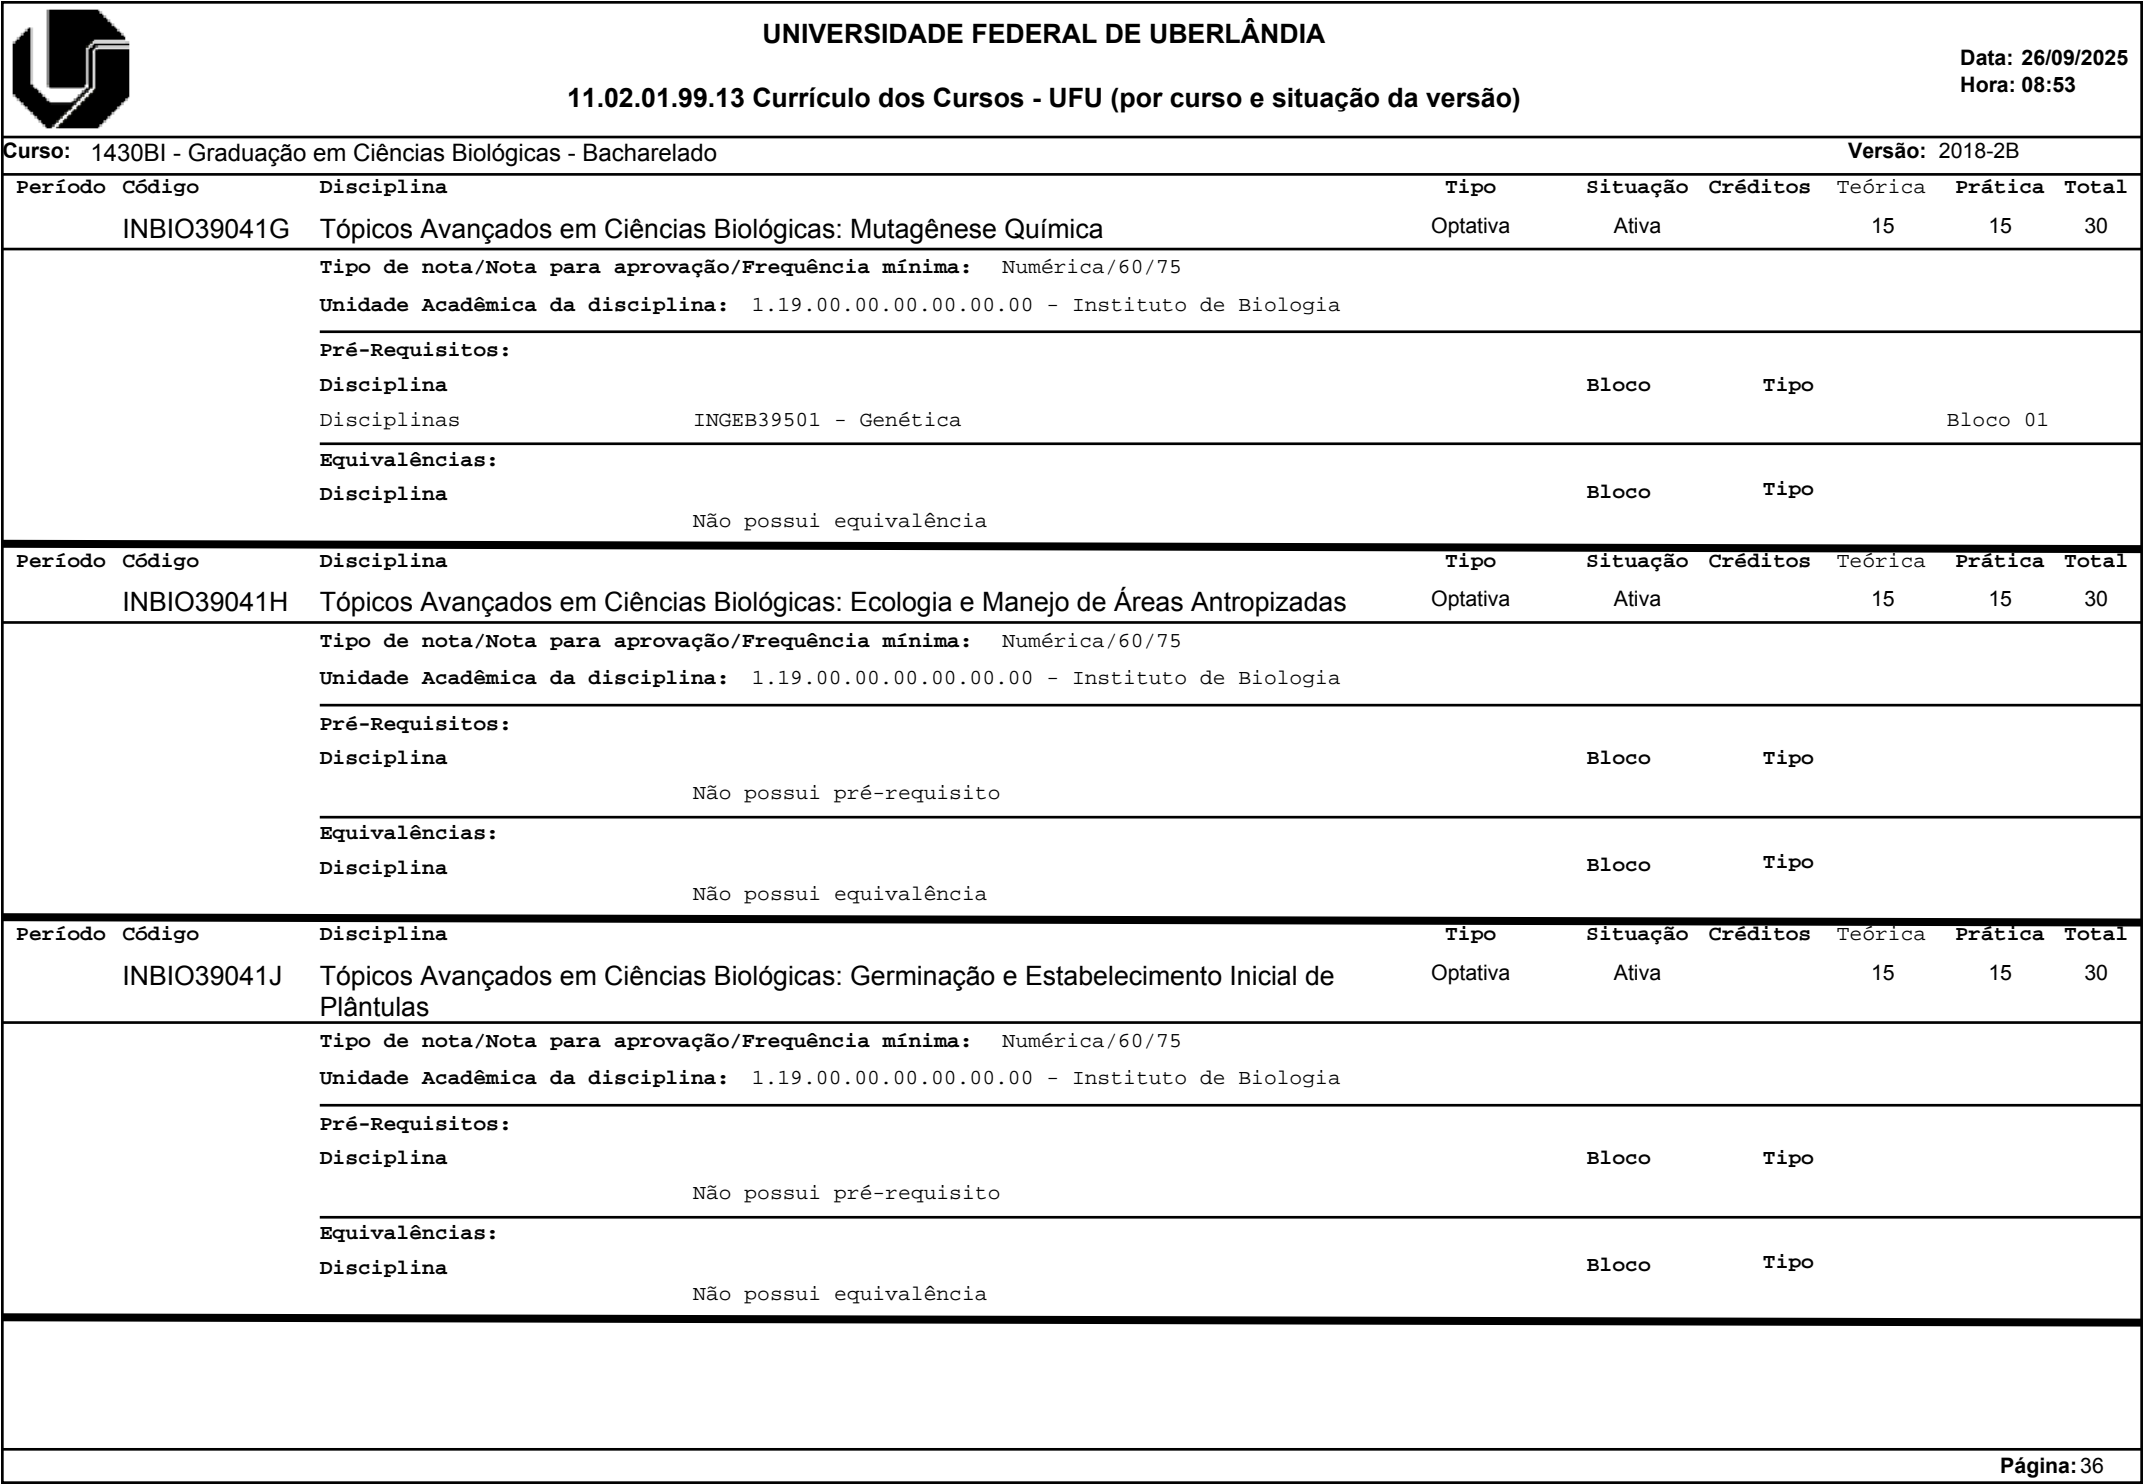 UNIVERSIDADE FEDERAL DE UBERLÂNDIA
Data: 26/09/2025
Hora: 08:53
11.02.01.99.13 Currículo dos Cursos - UFU (por curso e situação da versão)
Curso: 1430BI - Graduação em Ciências Biológicas - Bacharelado Versão: 2018-2B
Período Código Disciplina Tipo Situação Créditos Teórica Prática Total
INBIO39041G Tópicos Avançados em Ciências Biológicas: Mutagênese Química Optativa Ativa 15 15 30
Tipo de nota/Nota para aprovação/Frequência mínima: Numérica/60/75
Unidade Acadêmica da disciplina: 1.19.00.00.00.00.00.00 - Instituto de Biologia
Pré-Requisitos:
Disciplina Bloco Tipo
Disciplinas INGEB39501 - Genética Bloco 01
Equivalências:
Disciplina Bloco Tipo
Não possui equivalência
Período Código Disciplina Tipo Situação Créditos Teórica Prática Total
INBIO39041H Tópicos Avançados em Ciências Biológicas: Ecologia e Manejo de Áreas Antropizadas Optativa Ativa 15 15 30
Tipo de nota/Nota para aprovação/Frequência mínima: Numérica/60/75
Unidade Acadêmica da disciplina: 1.19.00.00.00.00.00.00 - Instituto de Biologia
Pré-Requisitos:
Disciplina Bloco Tipo
Não possui pré-requisito
Equivalências:
Disciplina Bloco Tipo
Não possui equivalência
Período Código Disciplina Tipo Situação Créditos Teórica Prática Total
INBIO39041J Tópicos Avançados em Ciências Biológicas: Germinação e Estabelecimento Inicial de Optativa Ativa 15 15 30
Plântulas
Tipo de nota/Nota para aprovação/Frequência mínima: Numérica/60/75
Unidade Acadêmica da disciplina: 1.19.00.00.00.00.00.00 - Instituto de Biologia
Pré-Requisitos:
Disciplina Bloco Tipo
Não possui pré-requisito
Equivalências:
Disciplina Bloco Tipo
Não possui equivalência
Página: 36